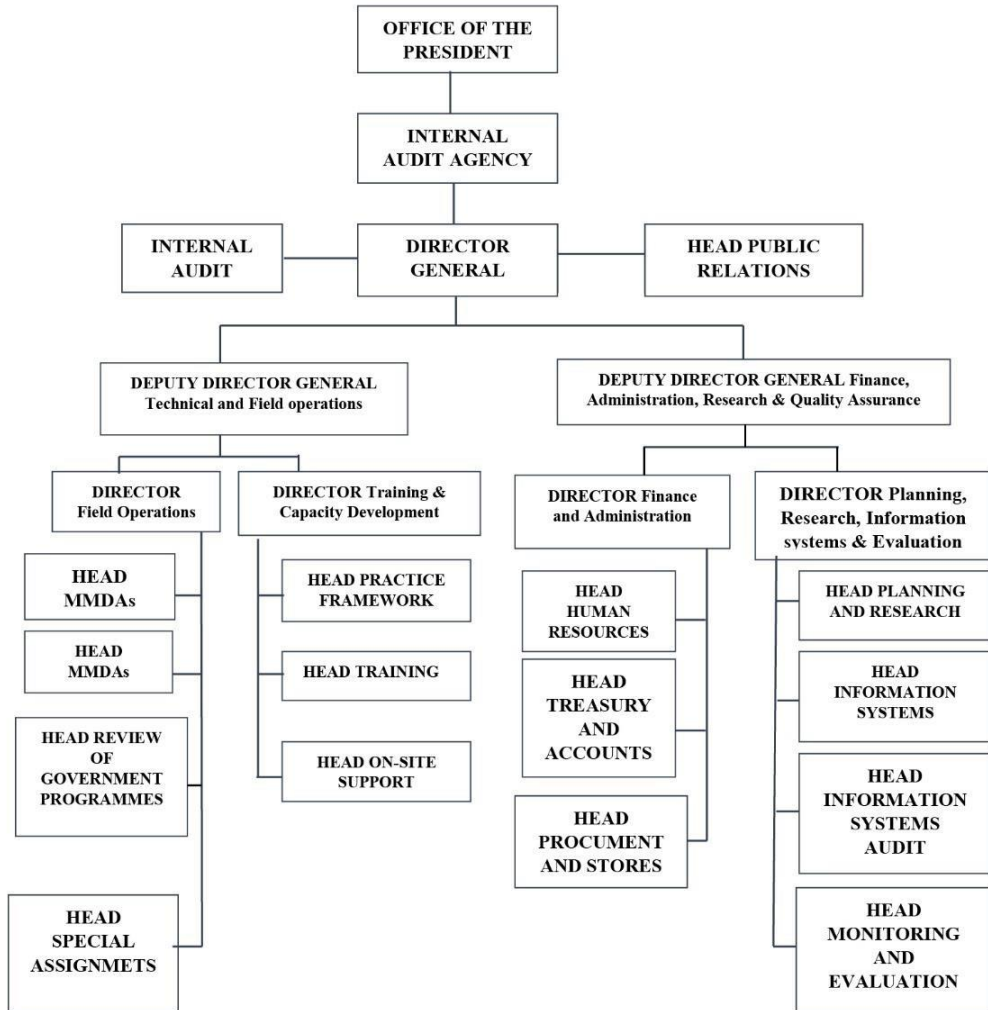 OFFICE OF THE
PRESIDENT
INTERNAL
AUDIT AGENCY
INTERNAL
AUDIT
DIRECTOR
GENERAL
HEAD PUBLIC
RELATIONS
DEPUTY DIRECTOR GENERAL
Technical and Field operations
DEPUTY DIRECTOR GENERAL Finance,
Administration, Research & Quality Assurance
DIRECTOR
Field Operations
DIRECTOR Training &
Capacity Development
DIRECTOR Finance
and Administration
DIRECTOR Planning,
Research, Information
systems & Evaluation
HEAD
MMDAs
HEAD
MMDAs
HEAD REVIEW
OF
GOVERNMENT
PROGRAMMES
HEAD
SPECIAL
ASSIGNMETS
HEAD PRACTICE
FRAMEWORK
HEAD TRAINING
HEAD ON-SITE
SUPPORT
HEAD
HUMAN
RESOURCES
HEAD
TREASURY
AND
ACCOUNTS
HEAD
PROCUMENT
AND STORES
HEAD PLANNING
AND RESEARCH
HEAD
INFORMATION
SYSTEMS
HEAD
INFORMATION
SYSTEMS
AUDIT
HEAD
MONITORING
AND
EVALUATION